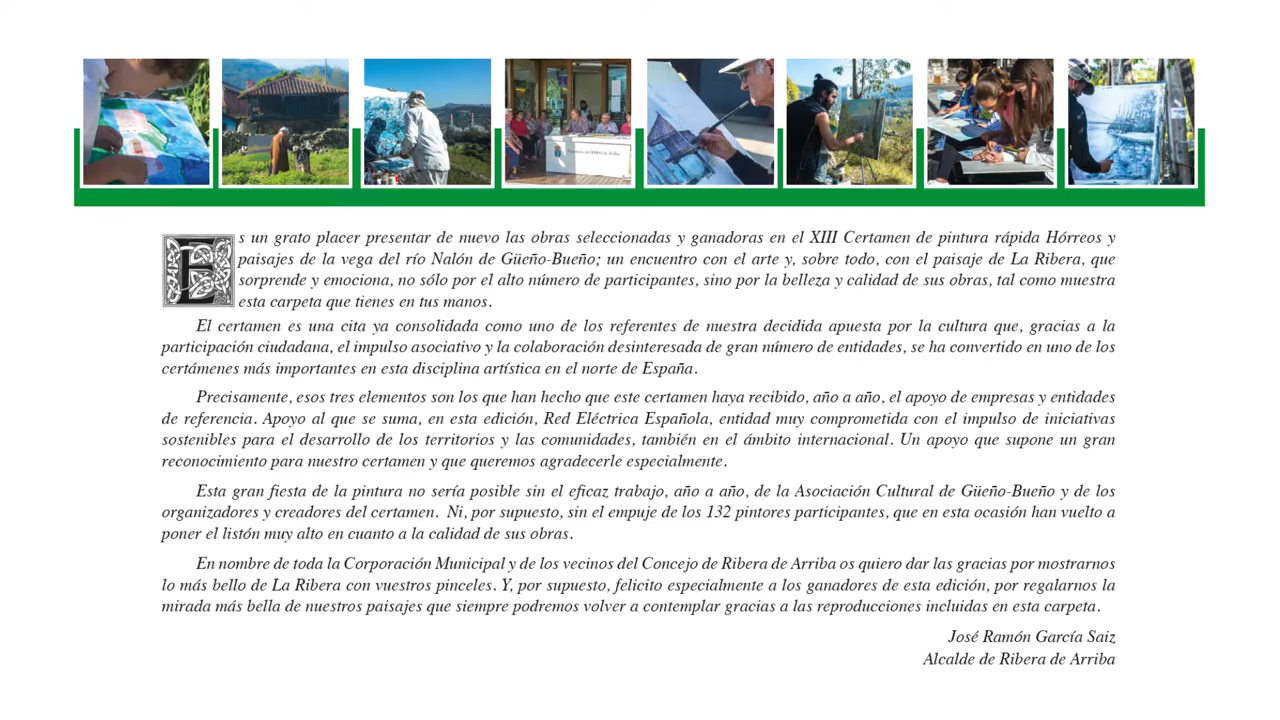 Es un grato placer presentar de nuevo las obras seleccionadas y ganadoras en el XIII Certamen de pintura rápida Hórreos y
paisajes de la vega del río Nalón de Güeño-Bueño; un encuentro con el arte y, sobre todo, con el paisaje de La Ribera, que
sorprende y emociona, no sólo por el alto número de participantes, sino por la belleza y calidad de sus obras, tal como muestra
esta carpeta que tienes en tus manos.
El certamen es una cita ya consolidada como uno de los referentes de nuestra decidida apuesta por la cultura que, gracias a la
participación ciudadana, el impulso asociativo y la colaboración desinteresada de gran número de entidades, se ha convertido en uno de los
certámenes más importantes en esta disciplina artística en el norte de España.
Precisamente, esos tres elementos son los que han hecho que este certamen haya recibido, año a año, el apoyo de empresas y entidades
de referencia. Apoyo al que se suma, en esta edición, Red Eléctrica Española, entidad muy comprometida con el impulso de iniciativas
sostenibles para el desarrollo de los territorios y las comunidades, también en el ámbito internacional. Un apoyo que supone un gran
reconocimiento para nuestro certamen y que queremos agradecerle especialmente.
Esta gran fiesta de la pintura no sería posible sin el eficaz trabajo, año a año, de la Asociación Cultural de Güeño-Bueño y de los
organizadores y creadores del certamen. Ni, por supuesto, sin el empuje de los 132 pintores participantes, que en esta ocasión han vuelto a
poner el listón muy alto en cuanto a la calidad de sus obras.
En nombre de toda la Corporación Municipal y de los vecinos del Concejo de Ribera de Arriba os quiero dar las gracias por mostrarnos
lo más bello de La Ribera con vuestros pinceles. Y, por supuesto, felicito especialmente a los ganadores de esta edición, por regalarnos la
mirada más bella de nuestros paisajes que siempre podremos volver a contemplar gracias a las reproducciones incluidas en esta carpeta.
José Ramón García Saiz
Alcalde de Ribera de Arriba